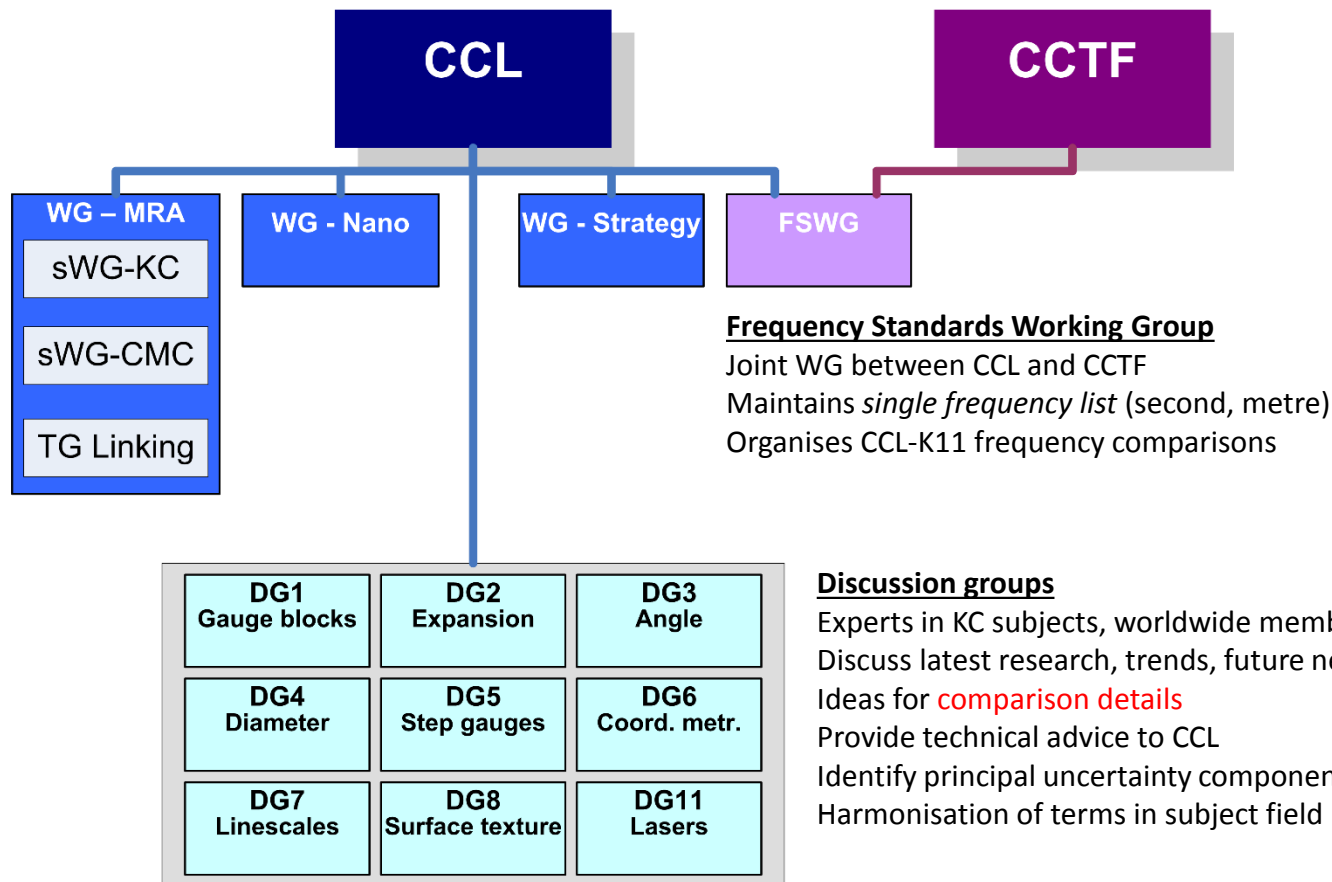 CCL
CCTF
WG – MRA
sWG-KC
sWG-CMC
TG Linking
WG - Nano
WG - Strategy
FSWG
Frequency Standards Working Group
Joint WG between CCL and CCTF
Maintains single frequency list (second, metre)
Organises CCL-K11 frequency comparisons
DG1
Gauge blocks
DG2
Expansion
DG3
Angle
DG4
Diameter
DG5
Step gauges
DG6
Coord. metr.
DG7
Linescales
DG8
Surface texture
DG11
Lasers
Discussion groups
Experts in KC subjects, worldwide
Discuss latest research, trends, future
Ideas for comparison details
Provide technical advice to CCL
Identify principal uncertainty
Harmonisation of terms in subject field